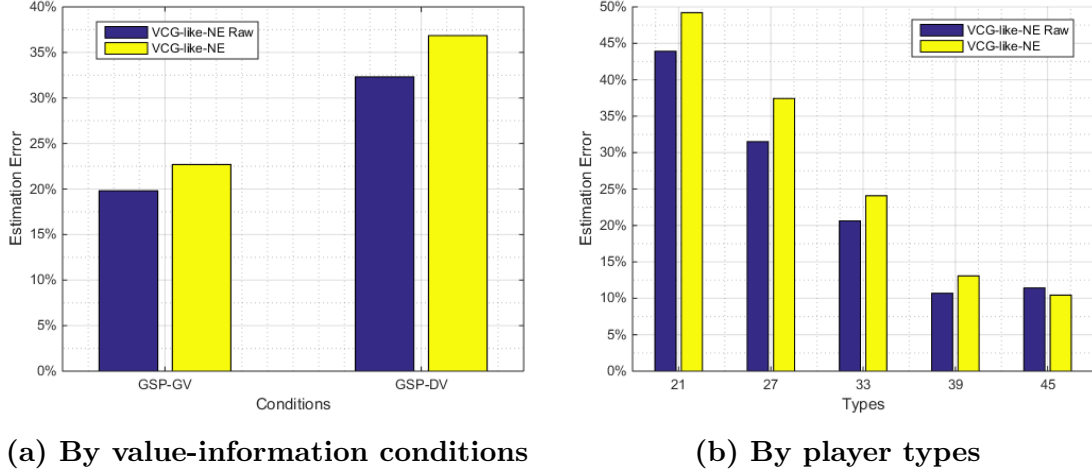 40%
35%
30%
25%
20%
15%
10%
5%
0%
Estimation Error
VCG-like-NE Raw
VCG-like-NE
GSP-GV GSP-DV
Conditions
(a) By value-information conditions
50%
45%
40%
35%
30%
25%
20%
15%
10%
5%
0%
Estimation Error
VCG-like-NE Raw
VCG-like-NE
21 27 33 39 45
Types
(b) By player types